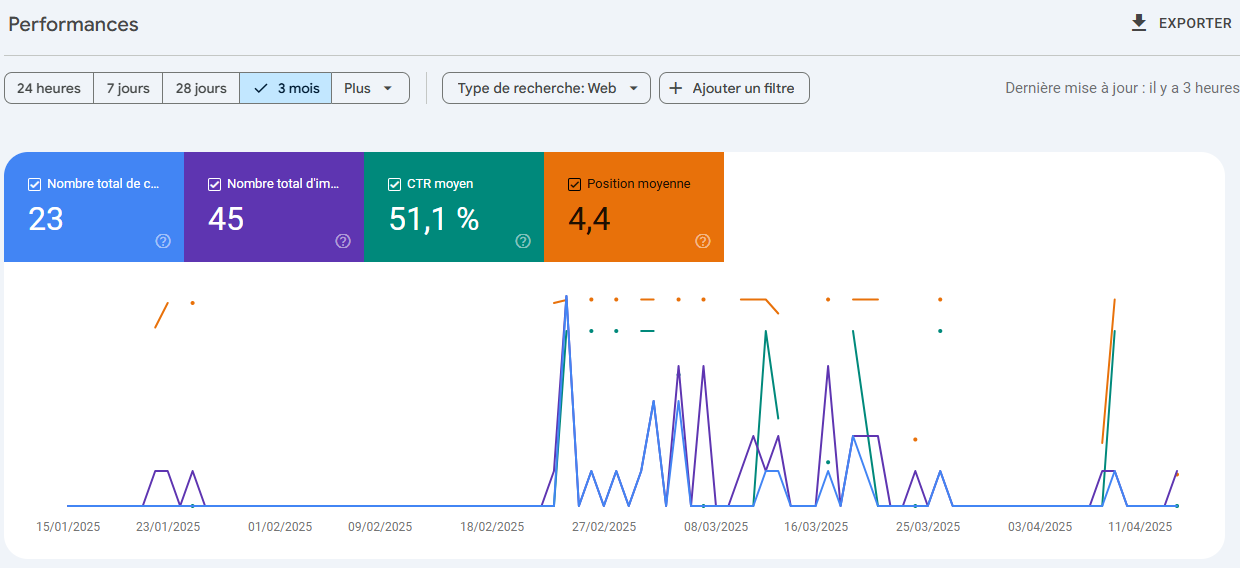 Performances
EXPORTER
24 heures
7 jours
28 jours
3 mois
Plus
Type de recherche: Web
Ajouter un filtre
Dernière mise à jour : il y a 3 heures
Nombre total de c...
Nombre total d'im...
CTR moyen
Position moyenne
23
45
51,1 %
4,4
15/01/2025
23/01/2025
01/02/2025
09/02/2025
18/02/2025
27/02/2025
08/03/2025
16/03/2025
25/03/2025
03/04/2025
11/04/2025